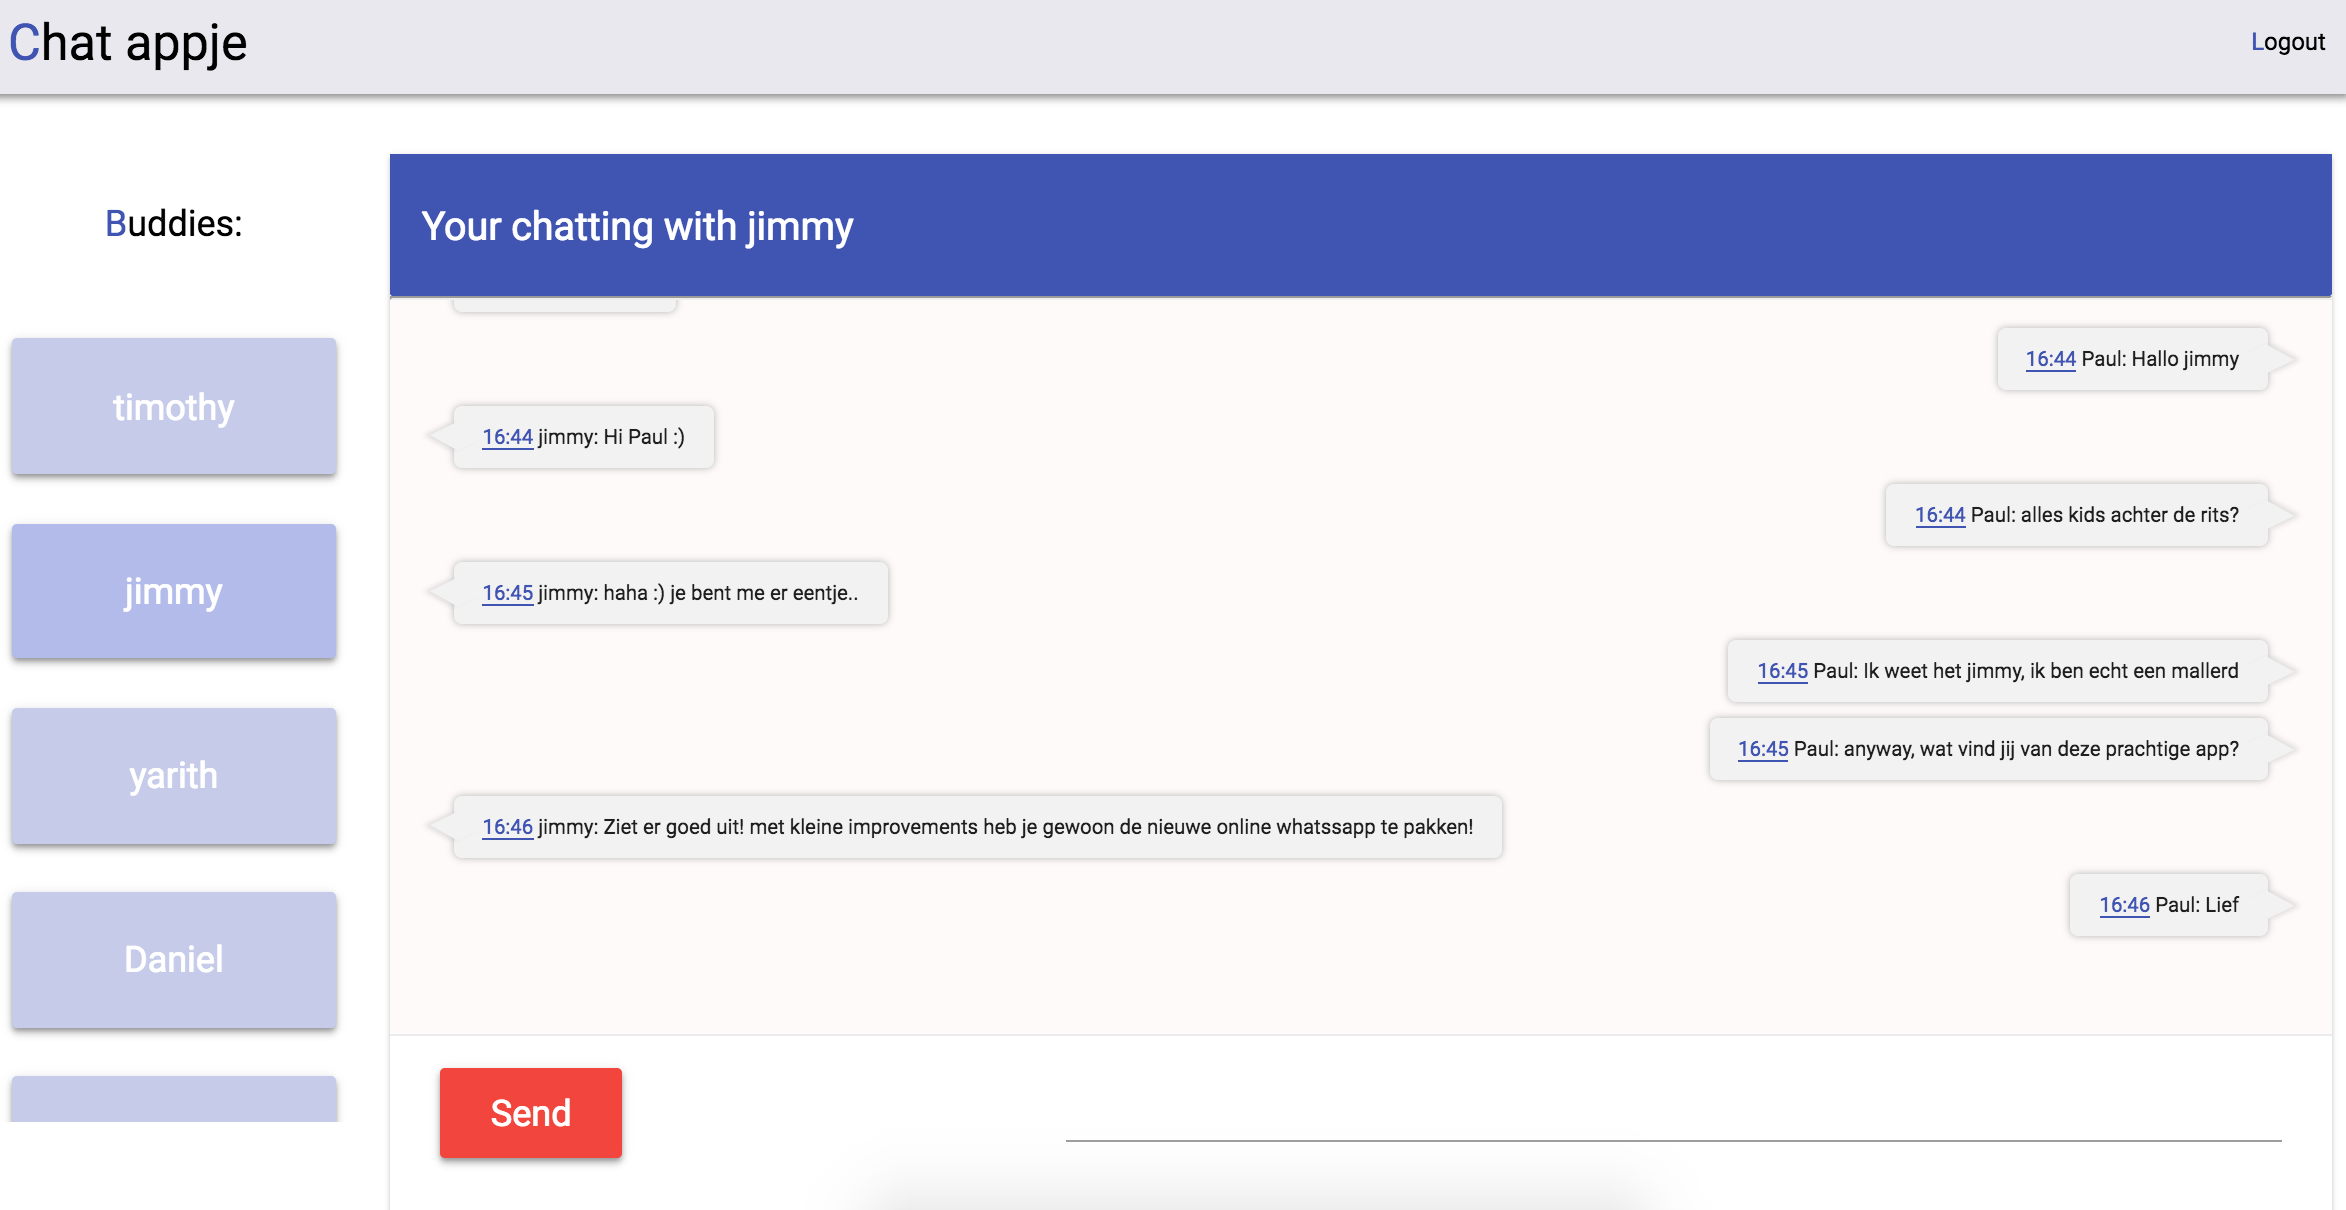 Chat appje
Logout
Buddies:
timothy
jimmy
yarith
Daniel
Your chatting with jimmy
16:44 Paul: Hallo jimmy
16:44 jimmy: Hi Paul :)
16:44 Paul: alles kids achter de rits?
16:45 jimmy: haha :) je bent me er eentje..
16:45 Paul: Ik weet het jimmy, ik ben echt een mallerd
16:45 Paul: anyway, wat vind jij van deze prachtige app?
16:46 jimmy: Ziet er goed uit! met kleine improvements heb je gewoon de nieuwe online whatssapp te pakken!
16:46 Paul: Lief
Send